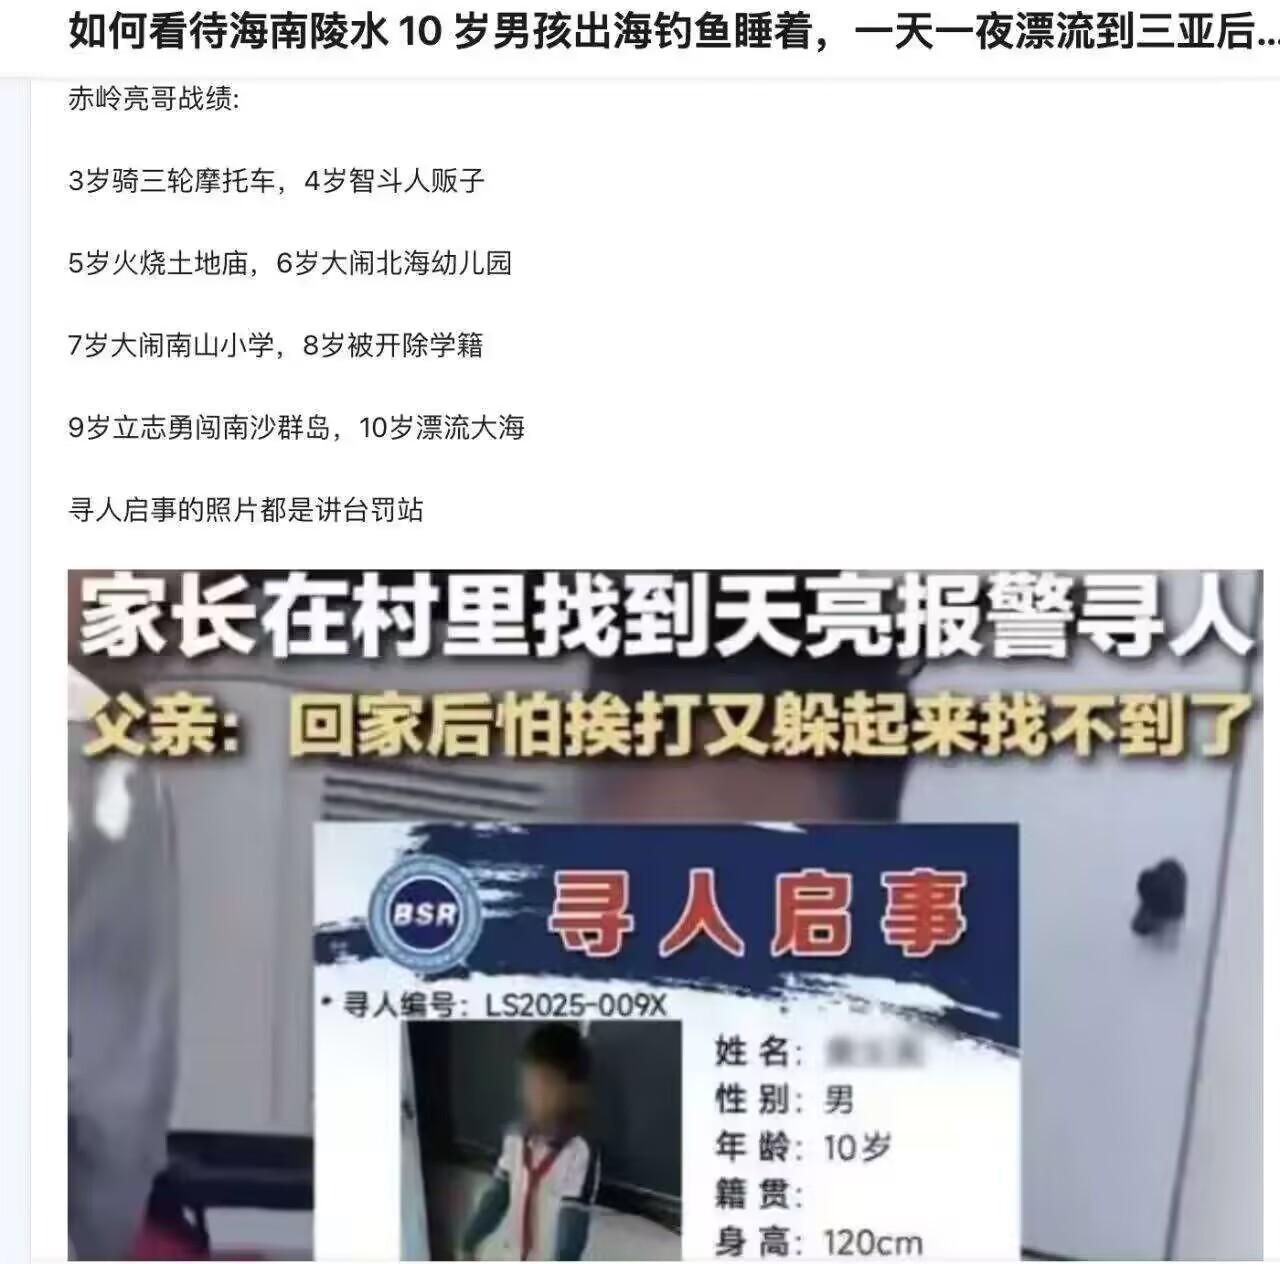 如何看待海南陵水 10 岁男孩出海钓鱼睡着，一天一夜漂流到三亚后...
赤岭亮哥战绩:
3岁骑三轮摩托车，4岁智斗人贩子
5岁火烧土地庙，6岁大闹北海幼儿园
7岁大闹南山小学，8岁被开除学籍
9岁立志勇闯南沙群岛，10岁漂流大海
寻人启事的照片都是讲台罚站
家长在村里找到天亮报警寻人
父亲：回家后怕挨打又躲起来找不到了
BSR
寻人启事
• 寻人编号：LS2025-009X
姓 名：
性 别：男
年 龄：10岁
籍 贯：
身 高：120cm